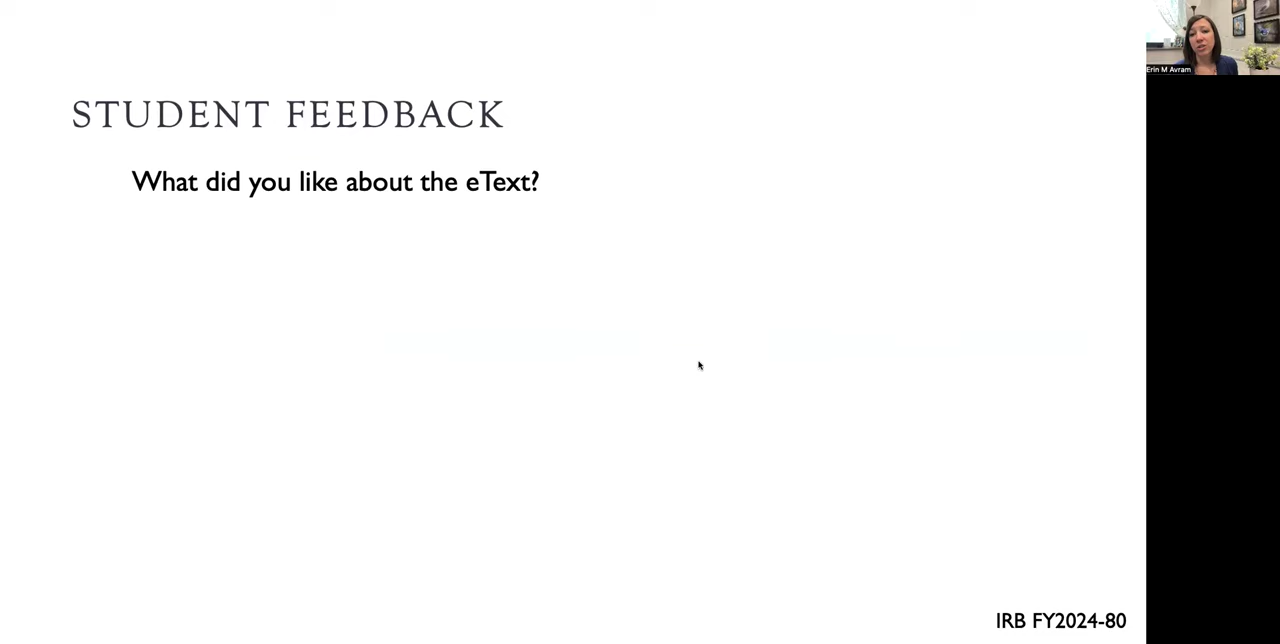 STUDENT FEEDBACK
What did you like about the eText?
Erin M Avram
IRB FY2024-80